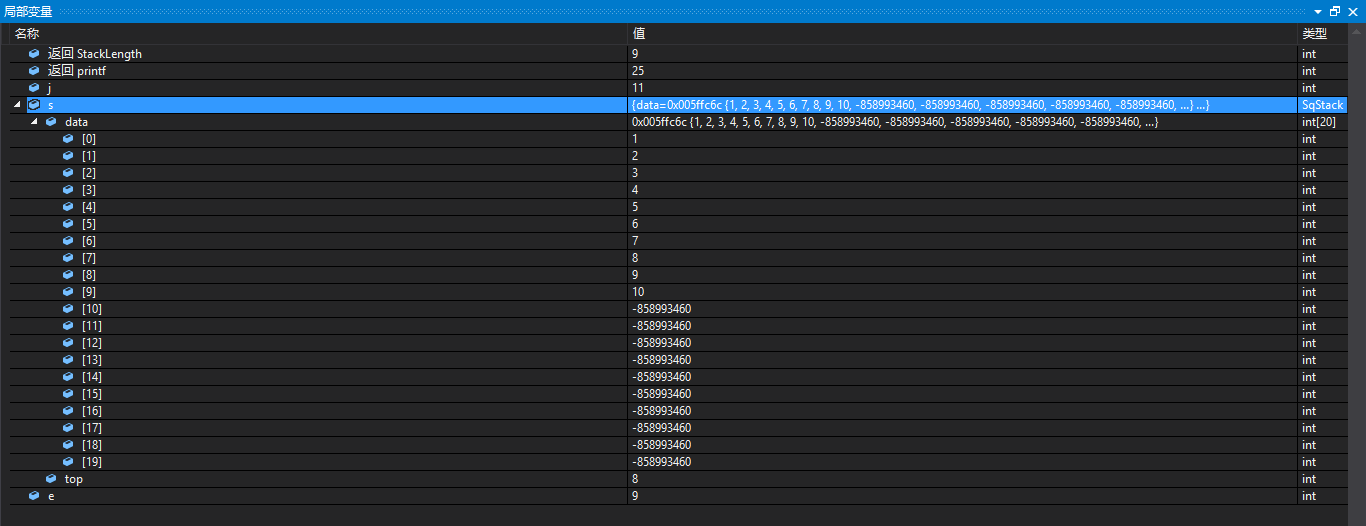 局部变量
名称 值 类型
返回 StackLength 9 int
返回 printf 25 int
j 11 int
s {data=0x005ffc6c {1, 2, 3, 4, 5, 6, 7, 8, 9, 10, -858993460, -858993460, -858993460, -858993460, -858993460, ...} ...} SqStack
data 0x005ffc6c {1, 2, 3, 4, 5, 6, 7, 8, 9, 10, -858993460, -858993460, -858993460, -858993460, -858993460, ...} int[20]
[0] 1 int
[1] 2 int
[2] 3 int
[3] 4 int
[4] 5 int
[5] 6 int
[6] 7 int
[7] 8 int
[8] 9 int
[9] 10 int
[10] -858993460 int
[11] -858993460 int
[12] -858993460 int
[13] -858993460 int
[14] -858993460 int
[15] -858993460 int
[16] -858993460 int
[17] -858993460 int
[18] -858993460 int
[19] -858993460 int
top 8 int
e 9 int